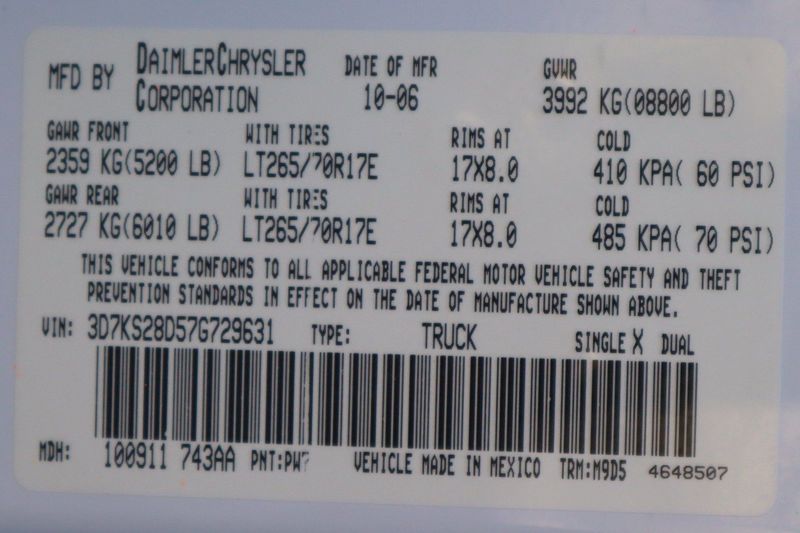 MFD BY DAIMLERCHRYSLER CORPORATION DATE OF MFR 10-06 GVWR 3992 KG(08800 LB)
GAWR FRONT WITH TIRES RIMS AT COLD
2359 KG(5200 LB) LT265/70R17E 17X8.0 410 KPA( 60 PSI)
GAWR REAR WITH TIRES RIMS AT COLD
2727 KG(6010 LB) LT265/70R17E 17X8.0 485 KPA( 70 PSI)
THIS VEHICLE CONFORMS TO ALL APPLICABLE FEDERAL MOTOR VEHICLE SAFETY AND THEFT
PREVENTION STANDARDS IN EFFECT ON THE DATE OF MANUFACTURE SHOWN ABOVE.
VIN: 3D7KS28D57G729631 TYPE: TRUCK SINGLE X DUAL
MDH: 100911 743AA PNT:PW7 VEHICLE MADE IN MEXICO TRM:M9D5 4648507